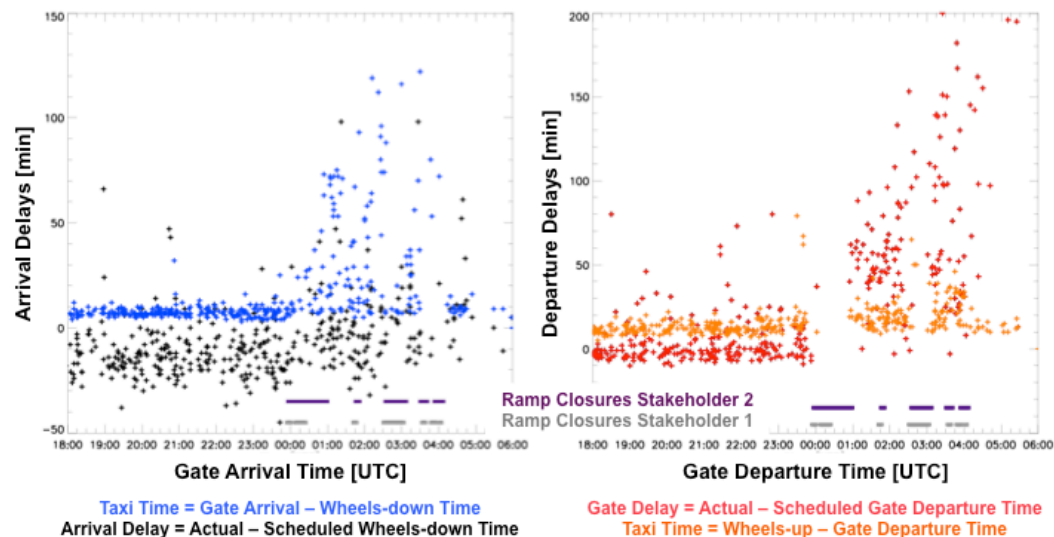 150
100
50
0
−50
Arrival Delays [min]
18:00 19:00 20:00 21:00 22:00 23:00 00:00 01:00 02:00 03:00 04:00 05:00 06:00
Gate Arrival Time [UTC]
Taxi Time = Gate Arrival – Wheels-down Time
Arrival Delay = Actual – Scheduled Wheels-down Time
Ramp Closures Stakeholder 2
Ramp Closures Stakeholder 1
200
150
100
50
0
Departure Delays [min]
18:00 19:00 20:00 21:00 22:00 23:00 00:00 01:00 02:00 03:00 04:00 05:00 06:00
Gate Departure Time [UTC]
Gate Delay = Actual – Scheduled Gate Departure Time
Taxi Time = Wheels-up – Gate Departure Time